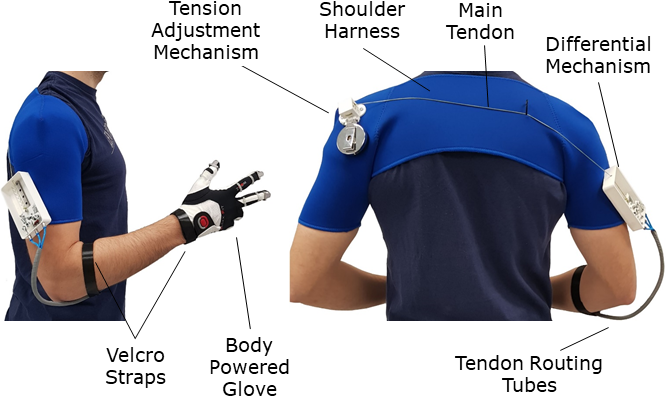 Tension
Adjustment
Mechanism
Shoulder
Harness
Main
Tendon
Differential
Mechanism
Velcro
Straps
Body
Powered
Glove
Tendon Routing
Tubes